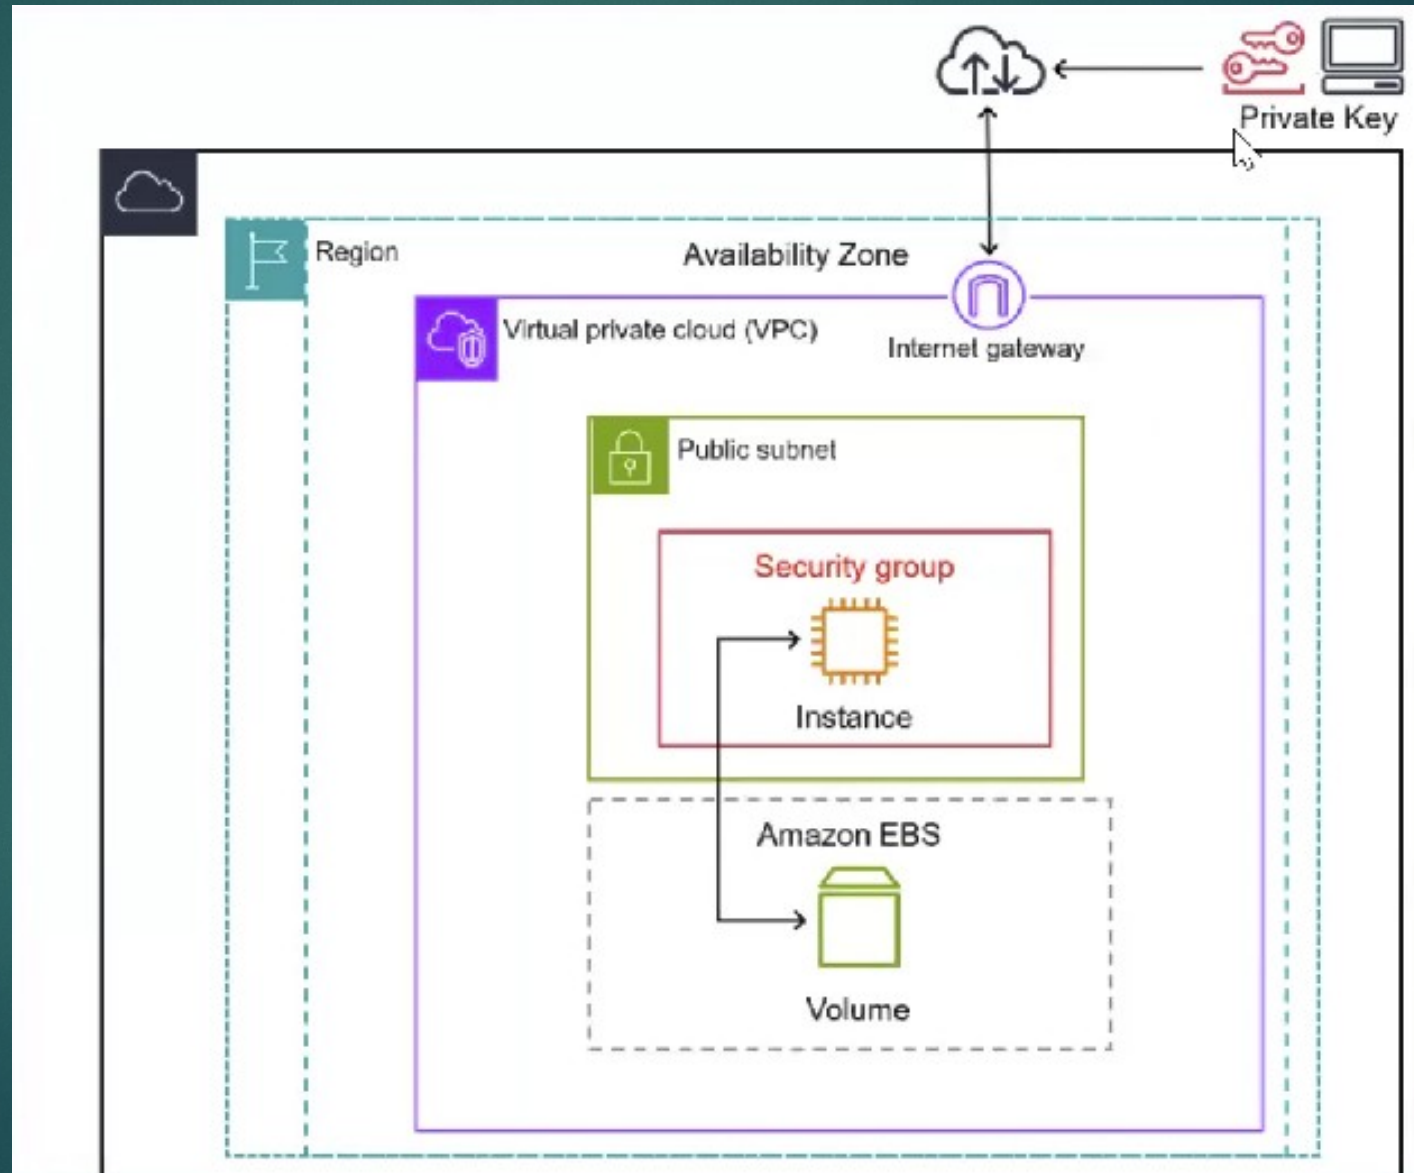 Private Key
Region
Availability Zone
Virtual private cloud (VPC)
Internet gateway
Public subnet
Security group
Instance
Amazon EBS
Volume